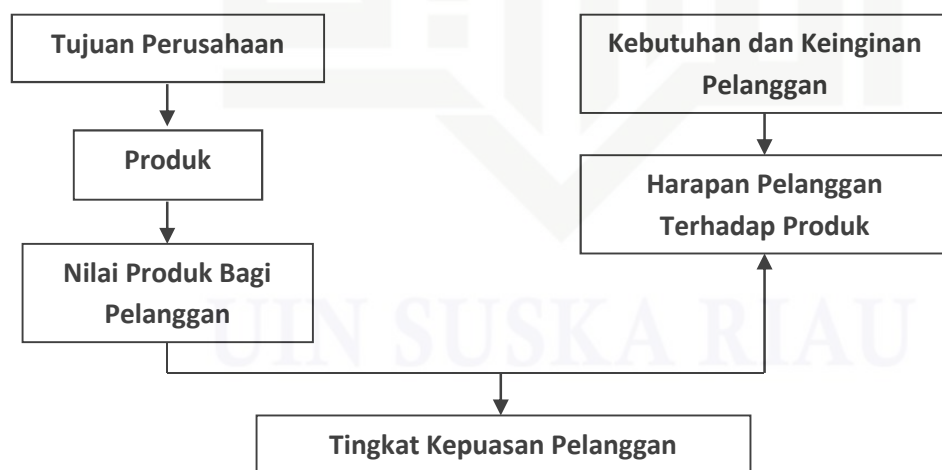 Tujuan Perusahaan
Produk
Nilai Produk Bagi
Pelanggan
Kebutuhan dan Keinginan
Pelanggan
Harapan Pelanggan
Terhadap Produk
UIN SUSKA RIAU
Tingkat Kepuasan Pelanggan